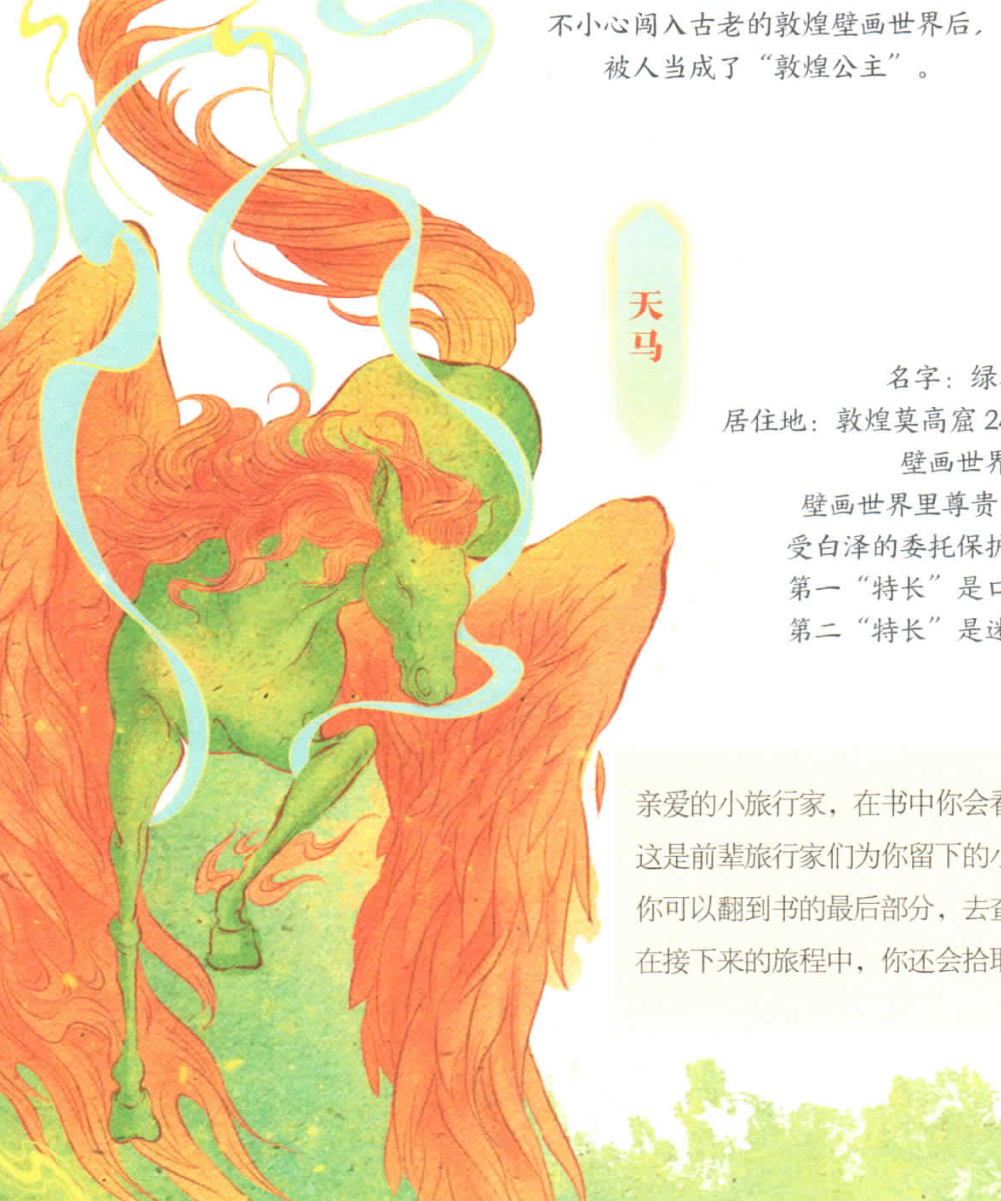 不小心闯入古老的敦煌壁画世界后，
被人当成了“敦煌公主”。
天马
名字：绿
居住地：敦煌莫高窟 24
壁画世界
壁画世界里尊贵
受白泽的委托保护
第一“特长”是口
第二“特长”是迷
亲爱的小旅行家，在书中你会看
这是前辈旅行家们为你留下的小
你可以翻到书的最后部分，去查
在接下来的旅程中，你还会拾取